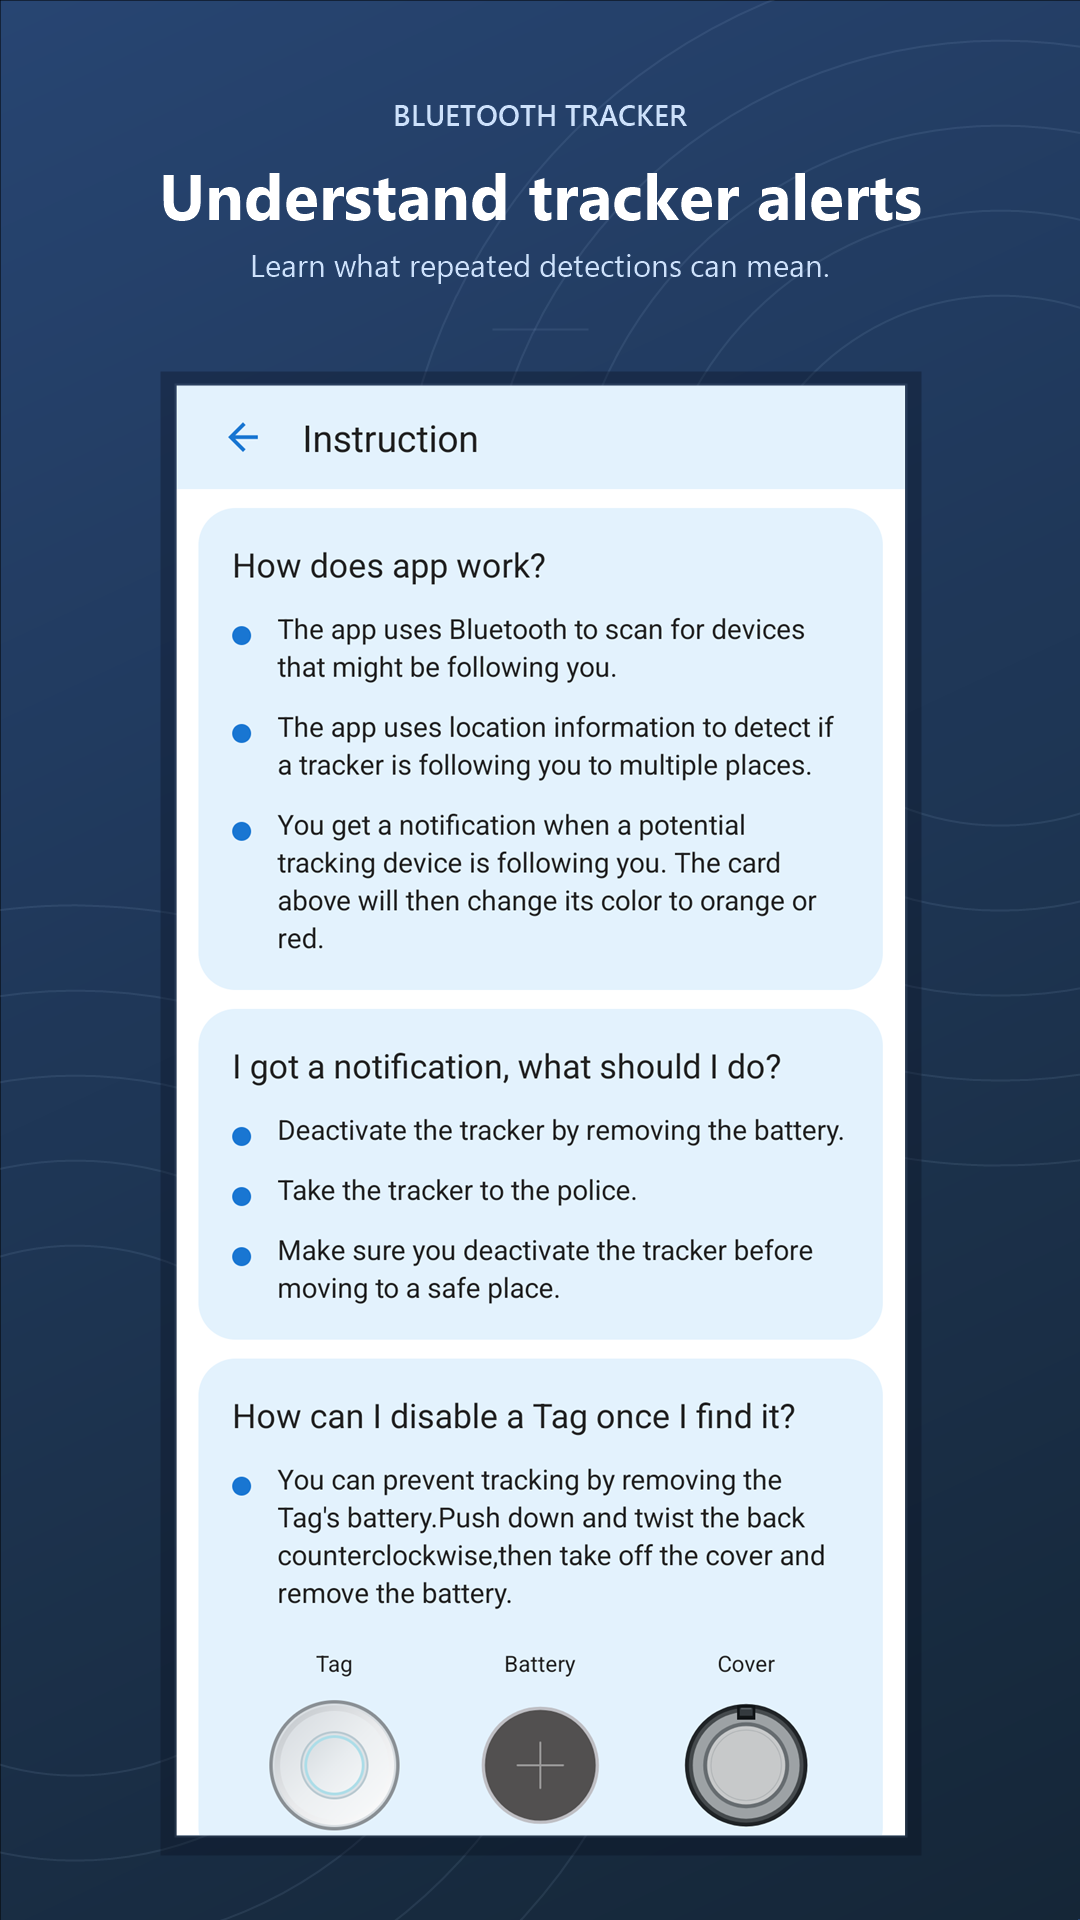 BLUETOOTH TRACKER
Understand tracker alerts
Learn what repeated detections can mean.
Instruction
How does app work?
The app uses Bluetooth to scan for devices
that might be following you.
The app uses location information to detect if
a tracker is following you to multiple places.
You get a notification when a potential
tracking device is following you. The card
above will then change its color to orange or
red.
I got a notification, what should I do?
Deactivate the tracker by removing the battery.
Take the tracker to the police.
Make sure you deactivate the tracker before
moving to a safe place.
How can I disable a Tag once I find it?
You can prevent tracking by removing the
Tag's battery.Push down and twist the back
counterclockwise,then take off the cover and
remove the battery.
Tag Battery Cover